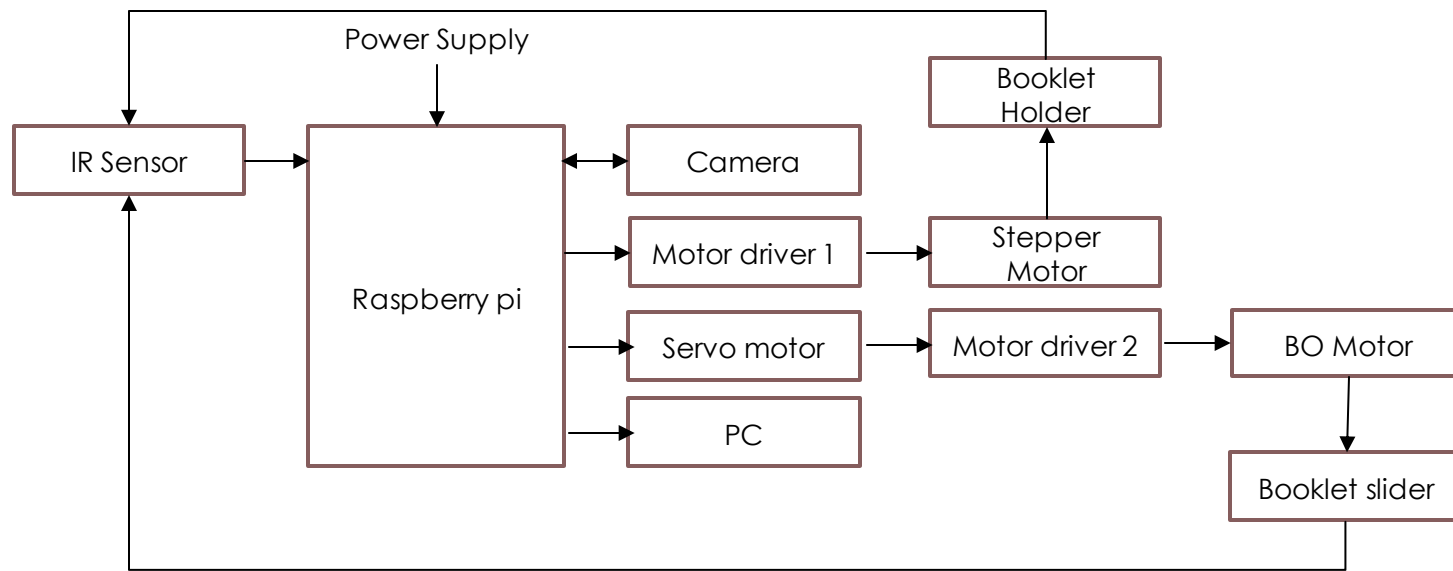 Power Supply
Booklet
Holder
IR Sensor
Camera
Motor driver 1
Stepper
Motor
Raspberry pi
Servo motor
Motor driver 2
BO Motor
PC
Booklet slider